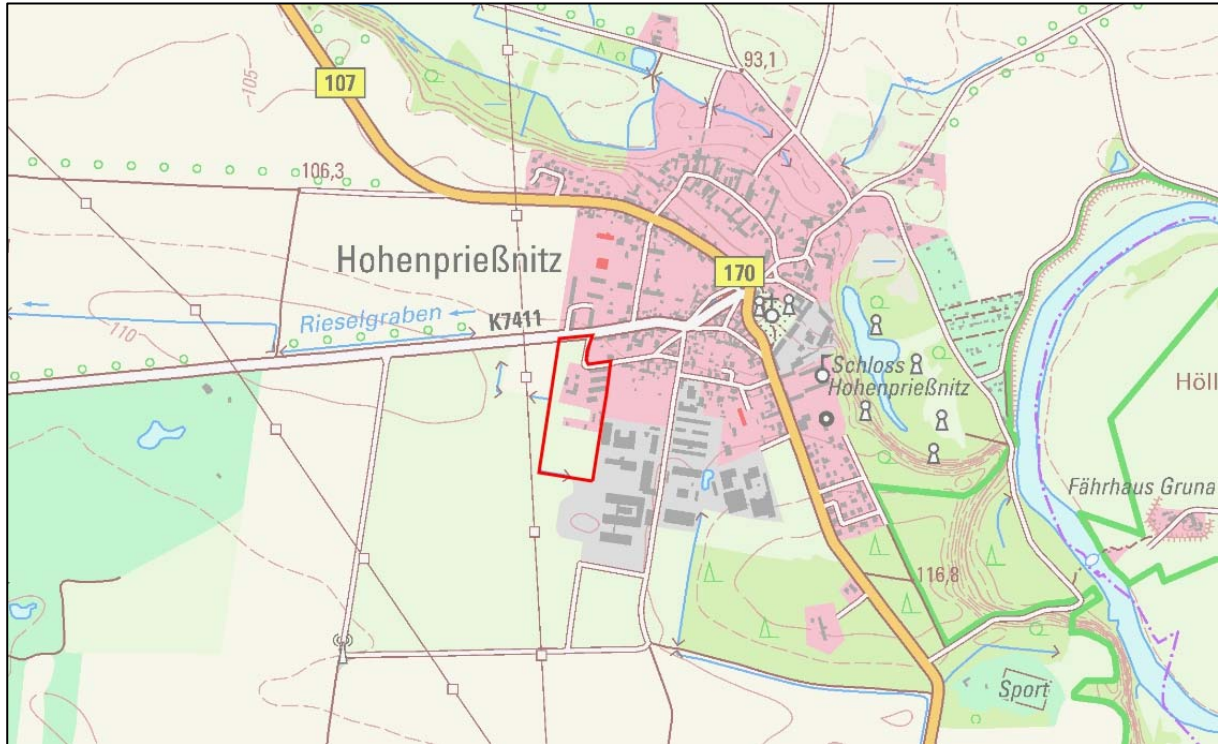 93,1
107
105
106,3
Hohenprießnitz
170
110
Rieselgraben
K7411
Schloss
Hohenprießnitz
Höll
Fährhaus Gruna
116,8
Sport